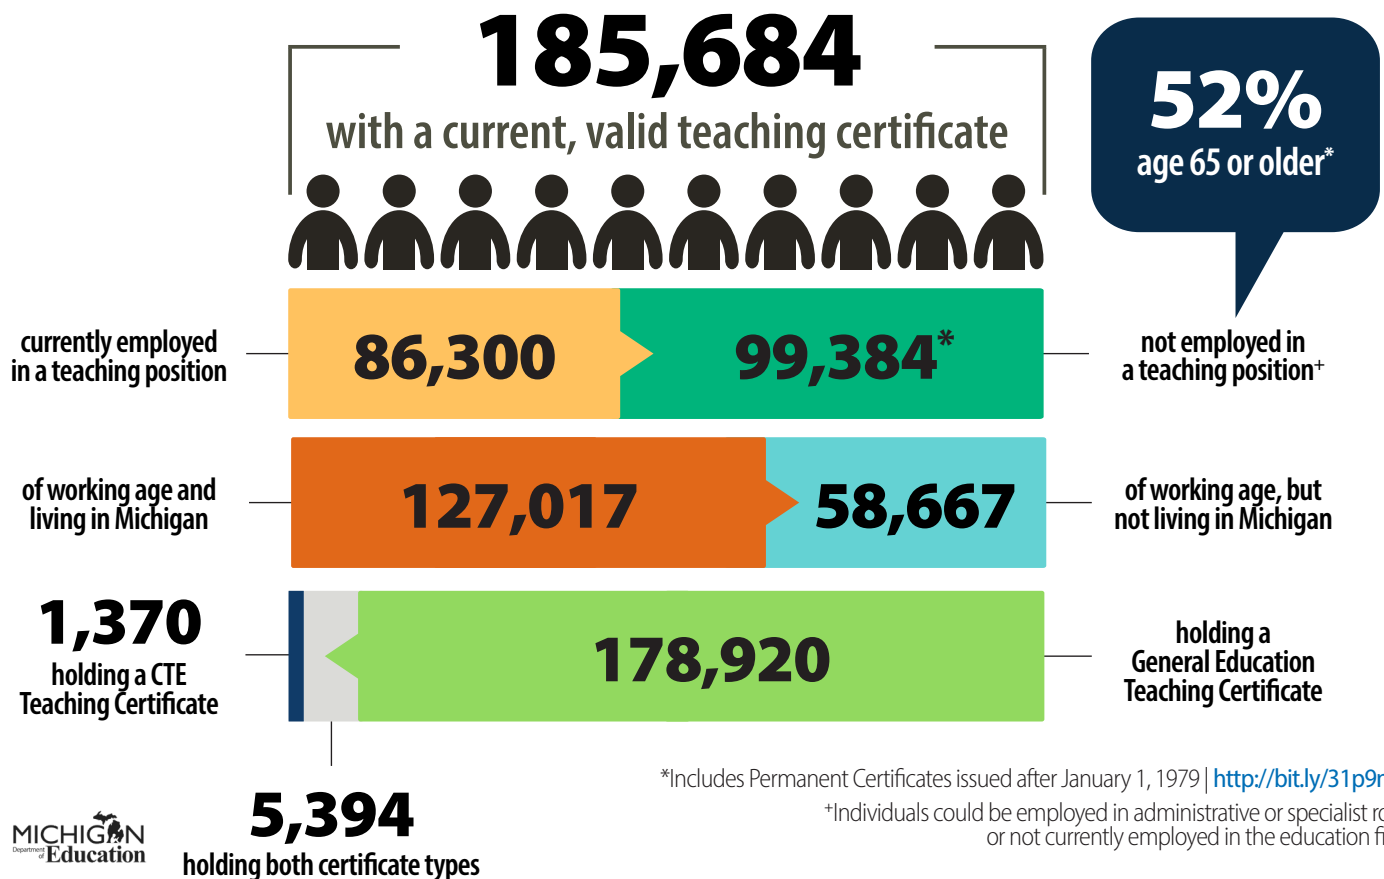 185,684
with a current, valid teaching certificate
52%
age 65 or older*
currently employed
in a teaching position
86,300
99,384*
not employed in
a teaching position+
of working age and
living in Michigan
127,017
58,667
of working age, but
not living in Michigan
1,370
holding a CTE
Teaching Certificate
178,920
holding a
General Education
Teaching Certificate
5,394
holding both certificate types
*Includes Permanent Certificates issued after January 1, 1979 | http://bit.ly/31p9
+Individuals could be employed in administrative or specialist
or not currently employed in the education
MICHIGAN
Department
of Education